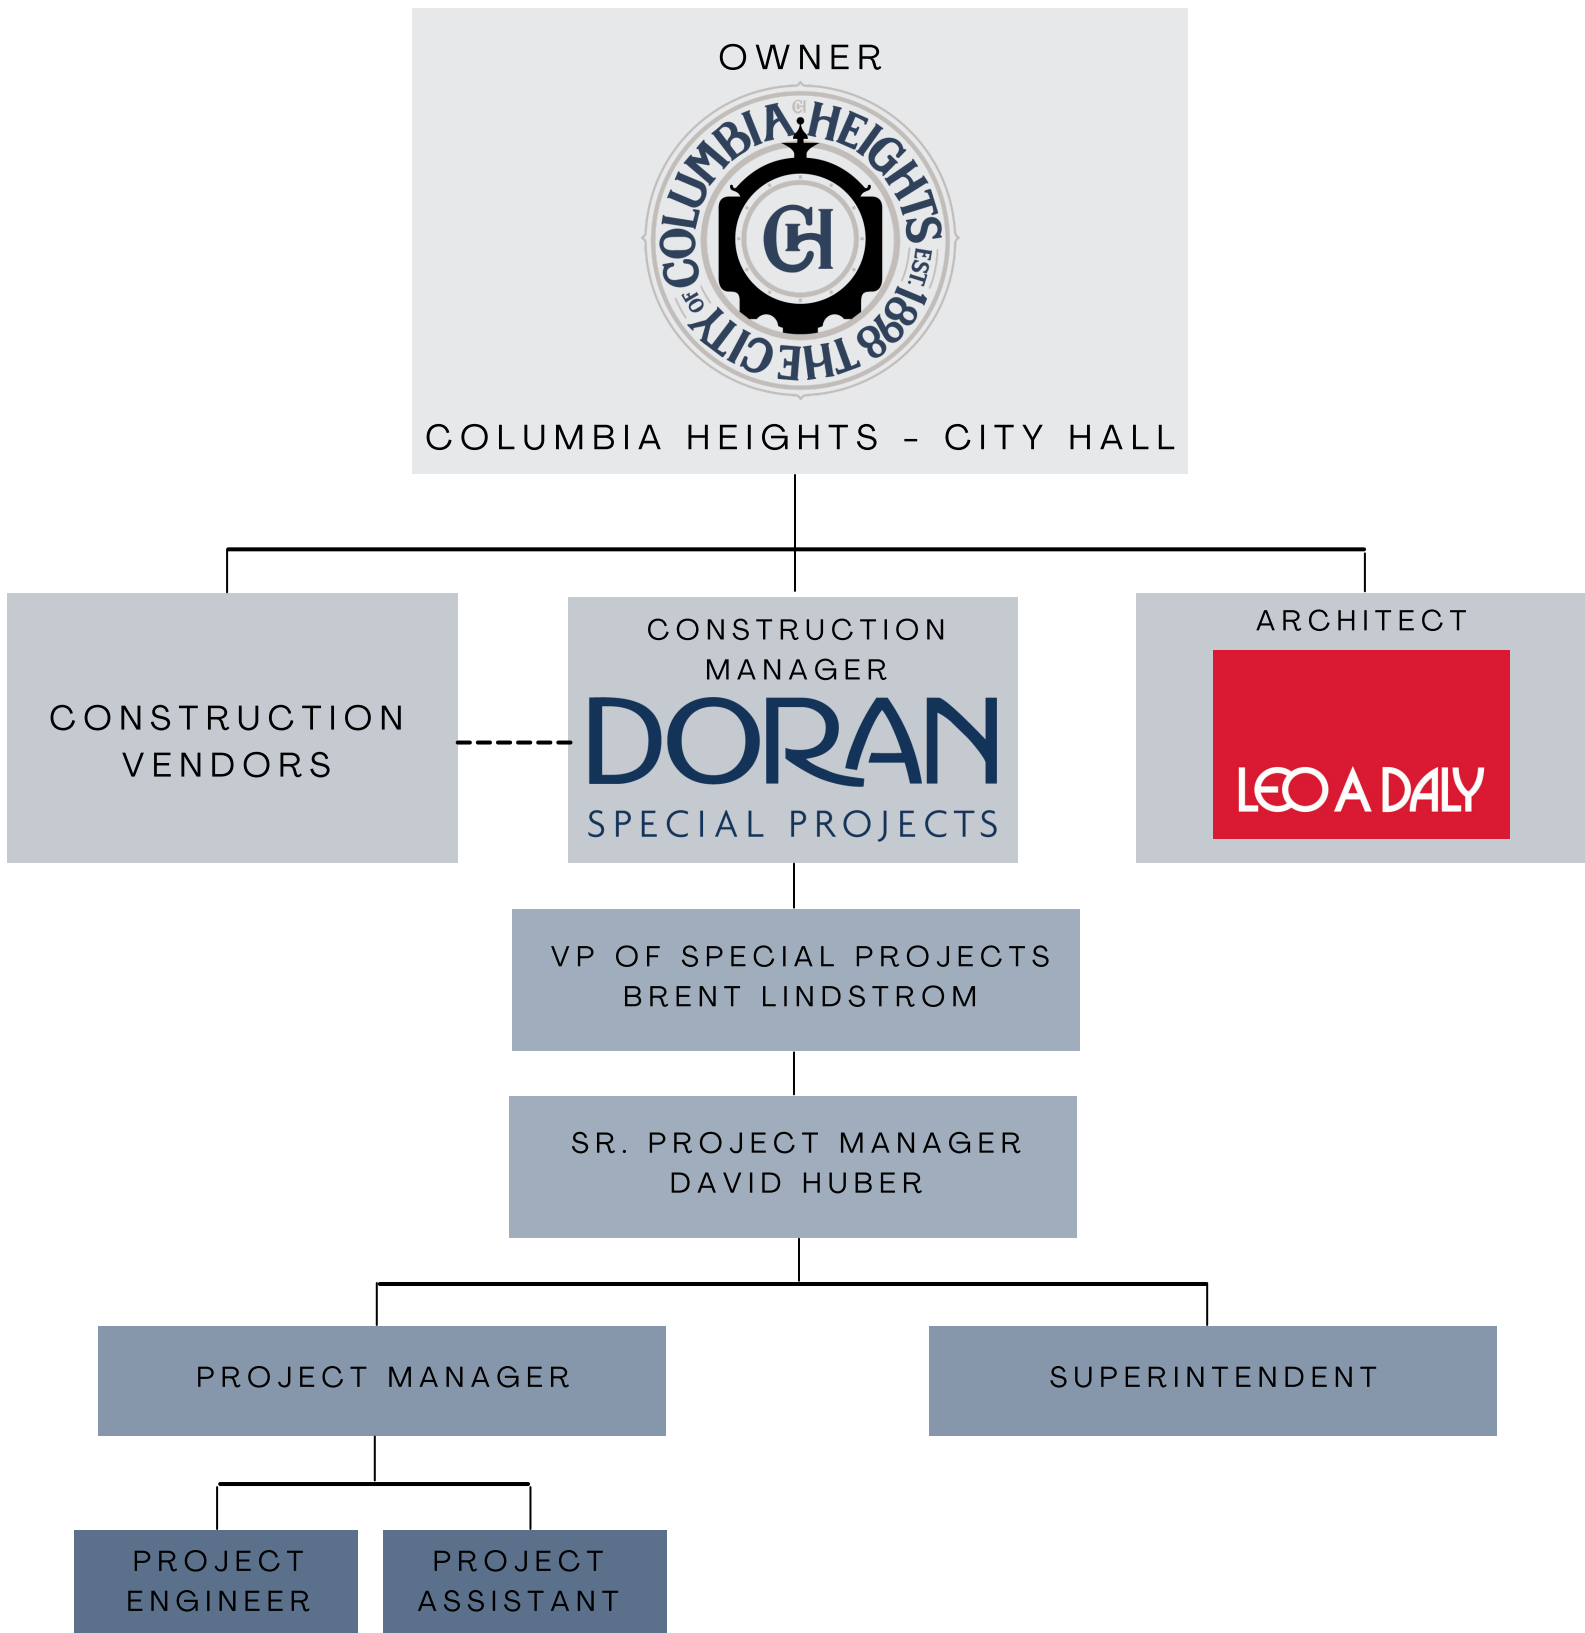 OWNER
CH
THE CITY OF COLUMBIA HEIGHTS EST. 1898
CH
COLUMBIA HEIGHTS - CITY HALL
CONSTRUCTION
VENDORS
CONSTRUCTION
MANAGER
DORAN
SPECIAL PROJECTS
ARCHITECT
LEO A DALY
VP OF SPECIAL PROJECTS
BRENT LINDSTROM
SR. PROJECT MANAGER
DAVID HUBER
PROJECT MANAGER
SUPERINTENDENT
PROJECT
ENGINEER
PROJECT
ASSISTANT